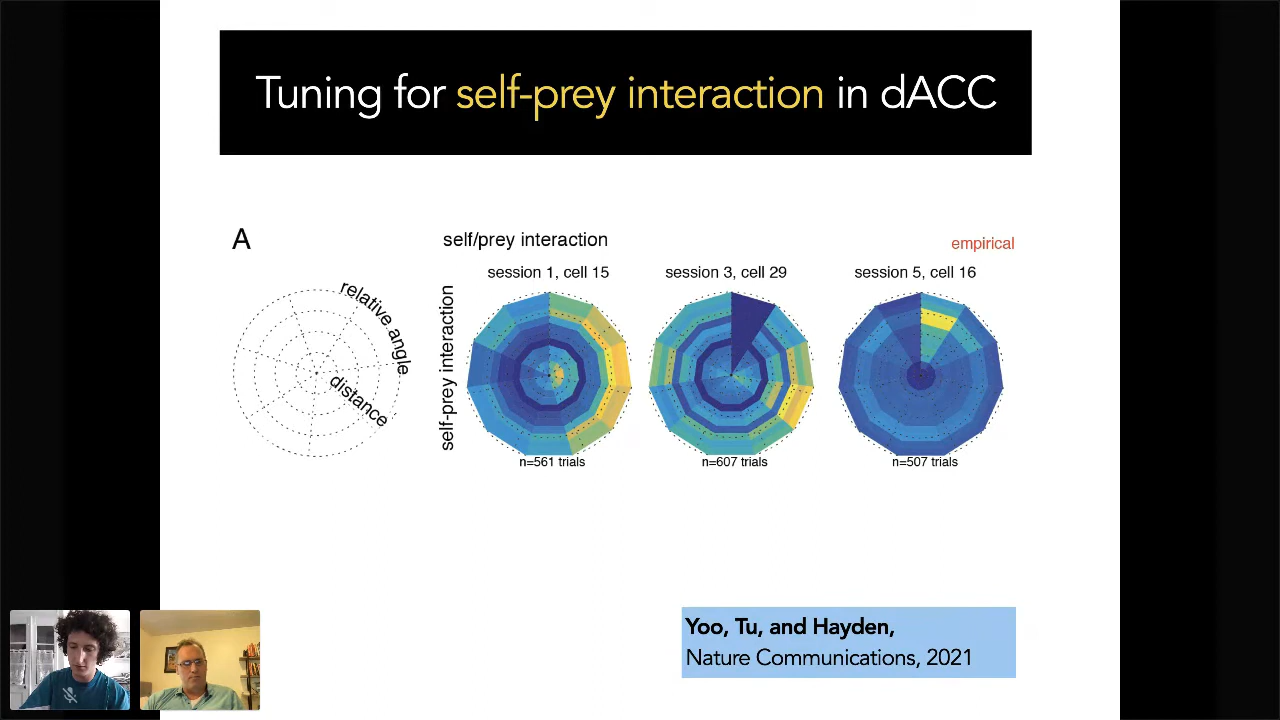 Tuning for self-prey interaction in dACC
A
self/prey interaction
empirical
session 1, cell 15
session 3, cell 29
session 5, cell 16
relative angle
distance
self-prey interaction
n=561 trials
n=607 trials
n=507 trials
Yoo, Tu, and Hayden,
Nature Communications, 2021